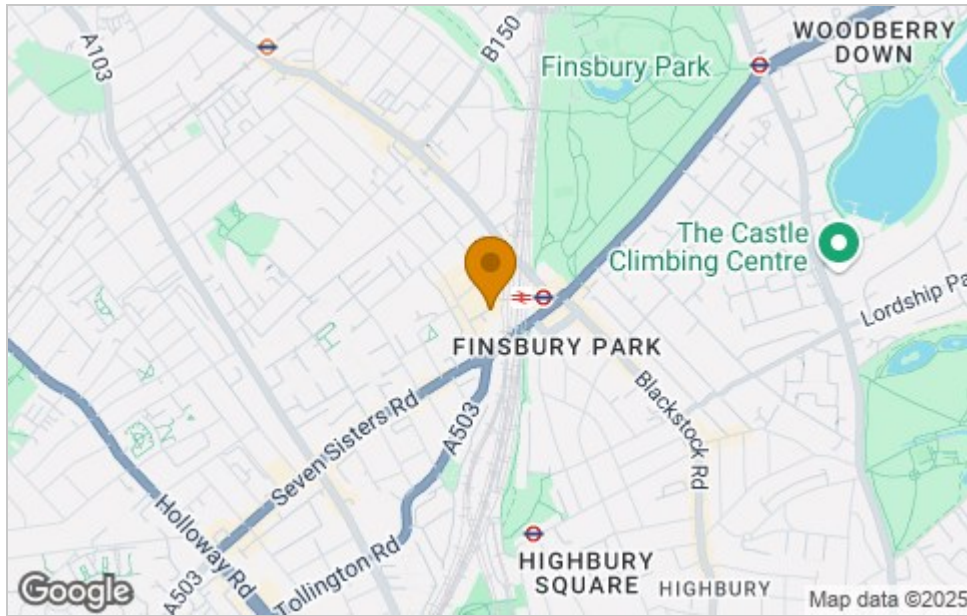 A103
B150
WOODBERRY
DOWN
Finsbury Park
The Castle
Climbing Centre
Lordship Pa
FINSBURY PARK
Seven Sisters Rd
A503
Blackstock Rd
Holloway Rd
Tollington Rd
A503
HIGHBURY
SQUARE
HIGHBURY
Google
Map data ©2025